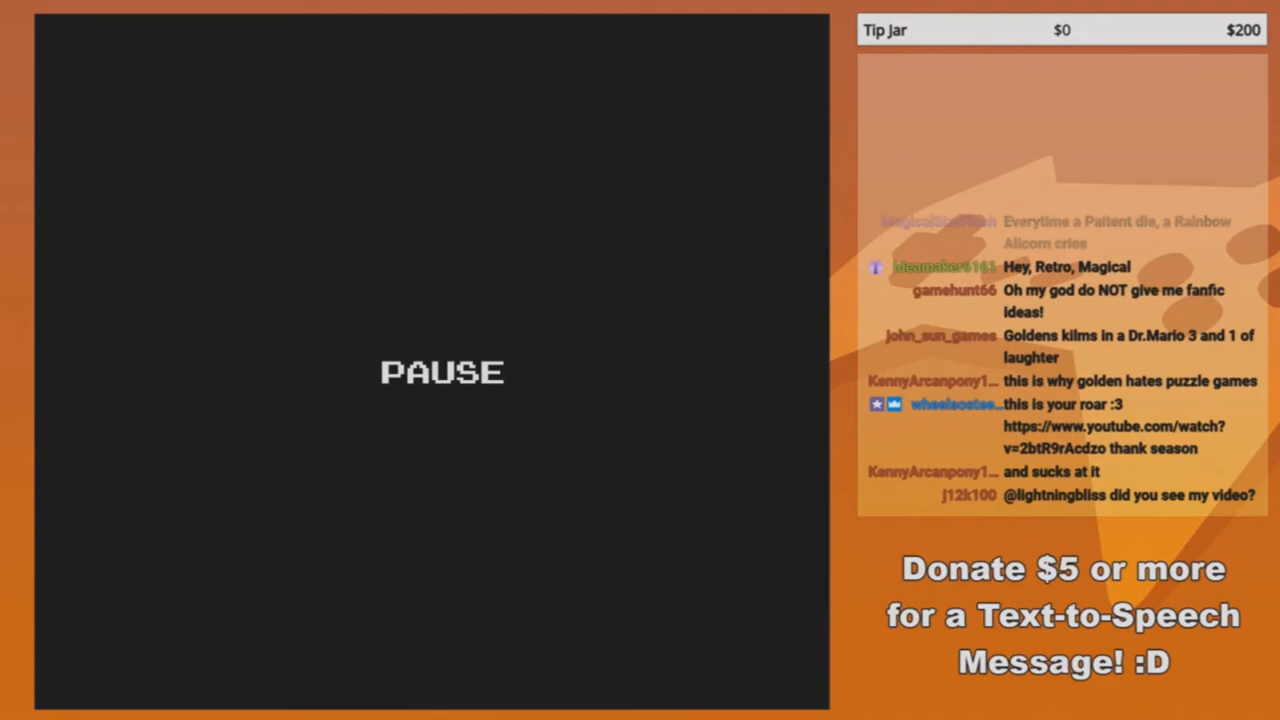 PAUSE
Tip Jar $0 $200
Everytime a Paitent die, a Rainbow
Alicorn cries
ideamaker6161 Hey, Retro, Magical
gamehunt66 Oh my god do NOT give me fanfic
ideas!
john_sun_games Goldens kilms in a Dr.Mario 3 and 1 of
laughter
KennyArcanpony1... this is why golden hates puzzle games
this is your roar :3
https://www.youtube.com/watch?
v=2btR9rAcdzo thank season
KennyArcanpony1... and sucks at it
j12k100 @lightningbliss did you see my video?
Donate $5 or more
for a Text-to-Speech
Message! :D